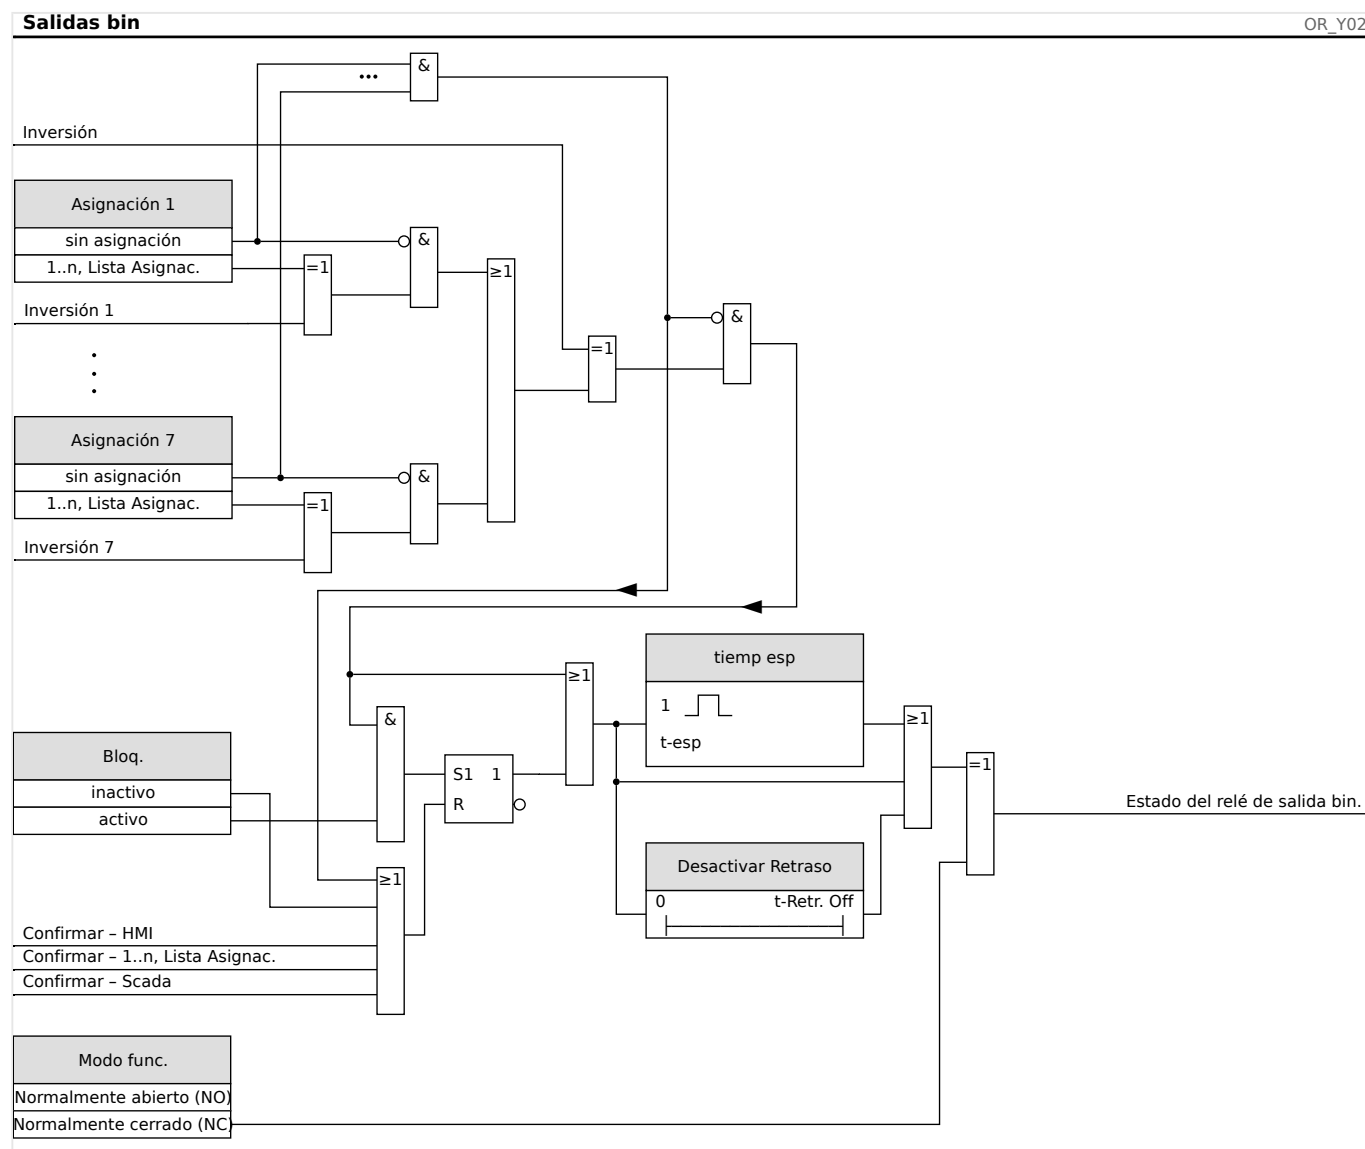 Salidas bin
OR_Y02
&
•••
Inversión
Asignación 1
sin asignación
&
1..n, Lista Asignac.
=1
≥1
Inversión 1
&
=1
Asignación 7
sin asignación
&
1..n, Lista Asignac.
=1
Inversión 7
tiemp esp
≥1
1
t-esp
&
≥1
Bloq.
inactivo
activo
S1 1
R
=1
Estado del relé de salida bin.
Desactivar Retraso
0 t-Retr. Off
≥1
Confirmar – HMI
Confirmar – 1..n, Lista Asignac.
Confirmar – Scada
Modo func.
Normalmente abierto (NO)
Normalmente cerrado (NC)